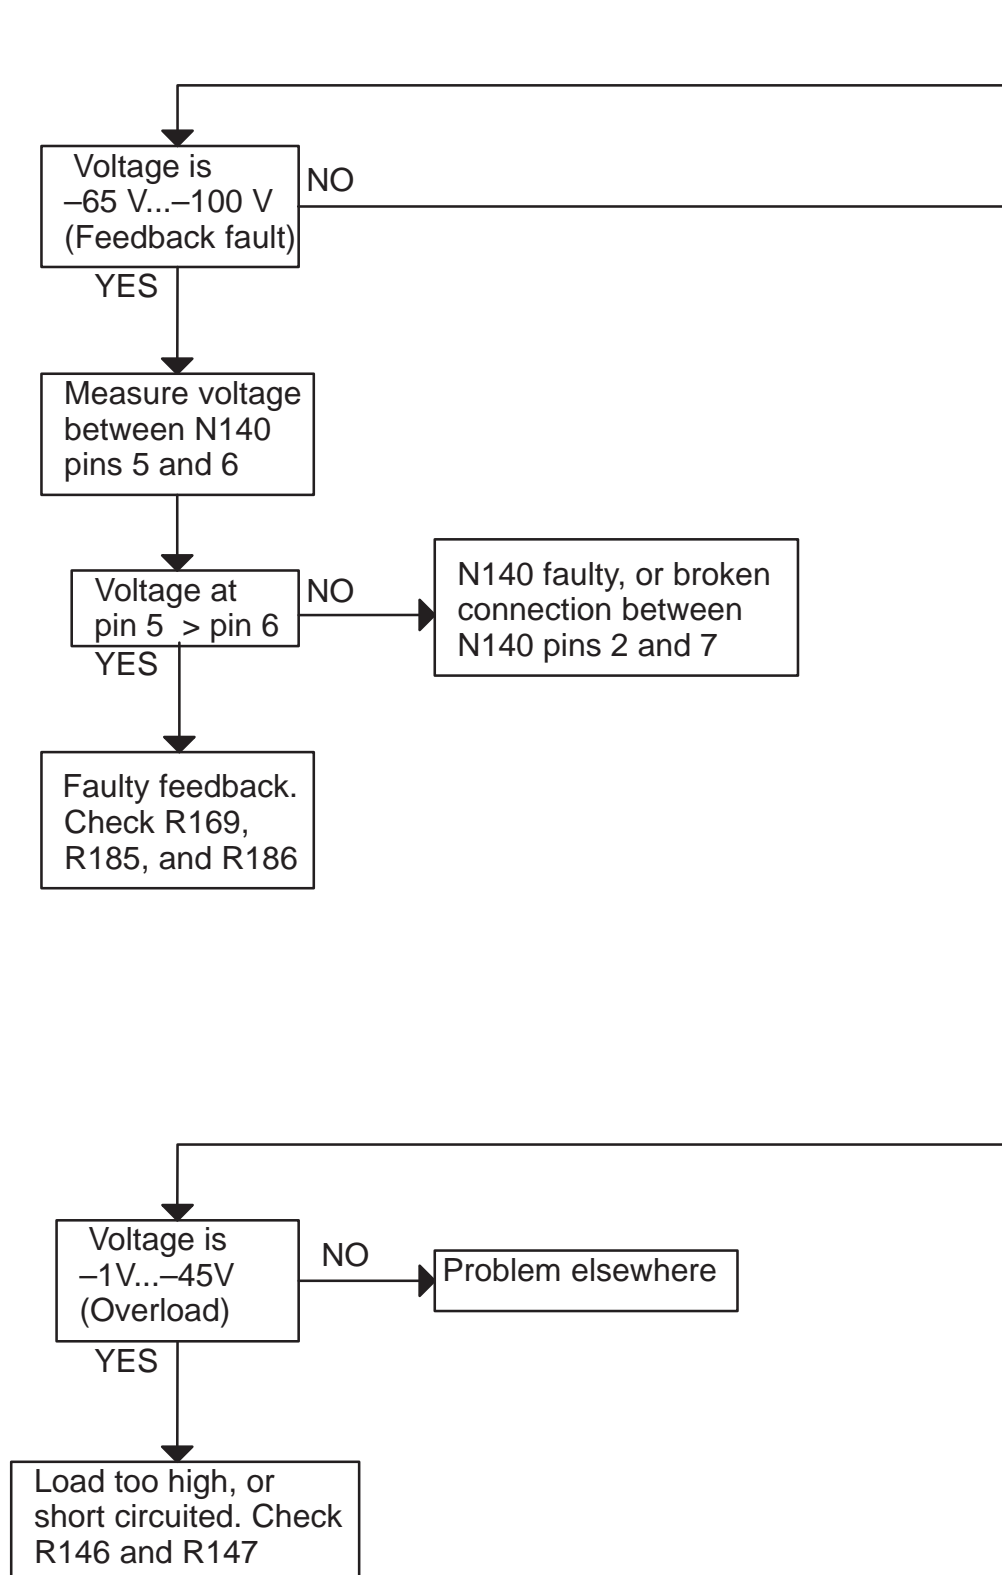 Voltage is
–65 V...–100 V
(Feedback fault)
NO
YES
Measure voltage
between N140
pins 5 and 6
Voltage at
pin 5 > pin 6
NO
YES
N140 faulty, or broken
connection between
N140 pins 2 and 7
Faulty feedback.
Check R169,
R185, and R186
Voltage is
–1V...–45V
(Overload)
NO
YES
Problem elsewhere
Load too high, or
short circuited. Check
R146 and R147